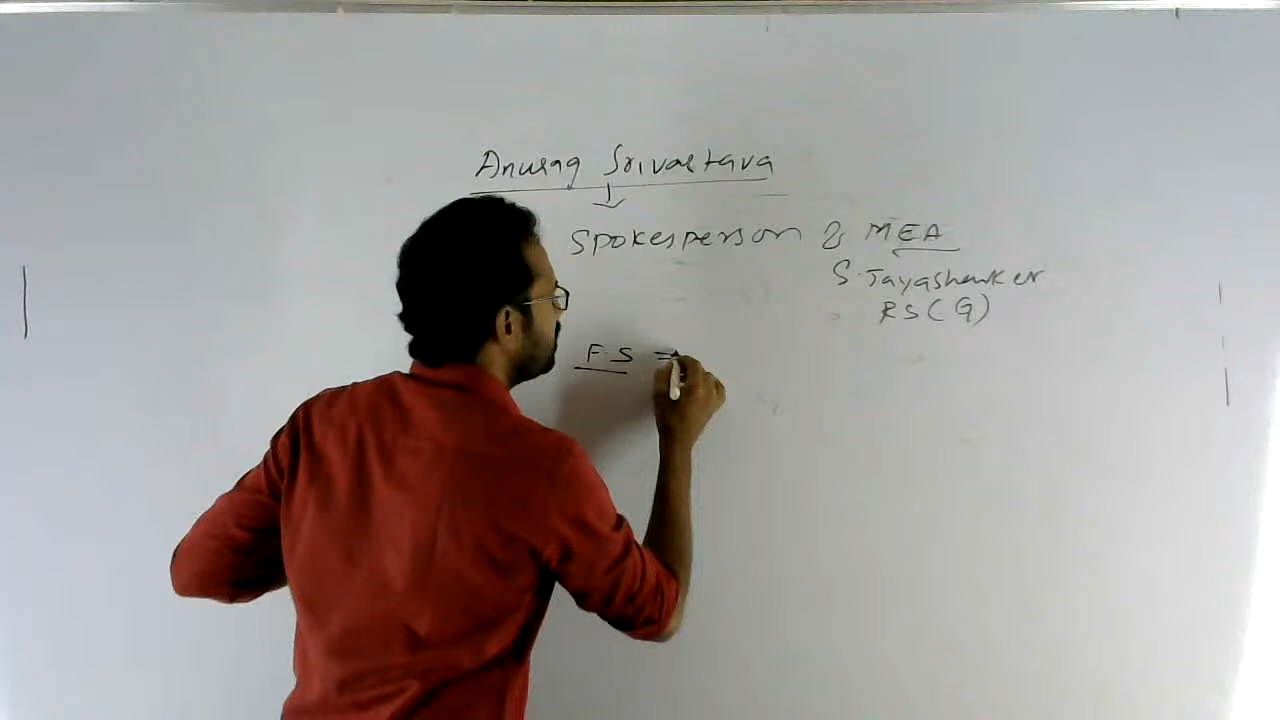 Anurag Srivastava
Spokesperson & MEA
S. Jayashanker
RS(G)
F.S =